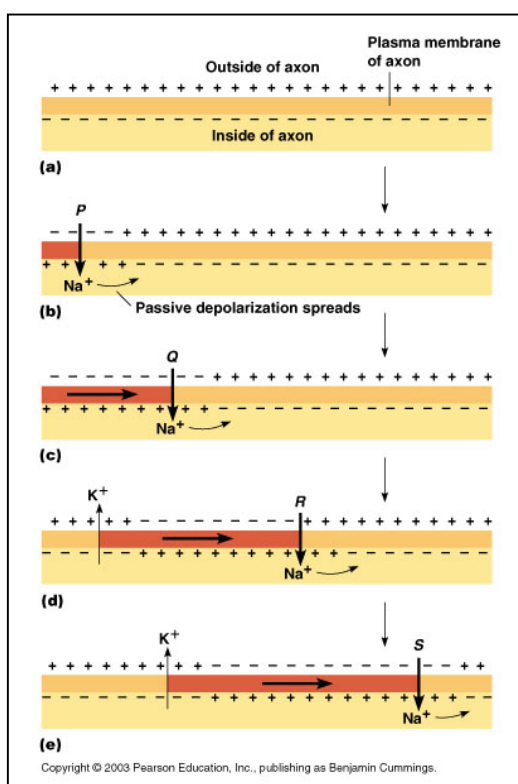 Plasma membrane
of axon
Outside of axon
+ + + + + + + + + + + + + + + + + + + + + + + +
− − − − − − − − − − − − − − − − − − − − − − − −
Inside of axon
(a)
P
− − − − + + + + + + + + + + + + + + + + + + + +
+ + + + + − − − − − − − − − − − − − − − − − − −
Na+
Passive depolarization spreads
(b)
Q
− − − − − − − − − + + + + + + + + + + + + + + +
+ + + + + + + + + − − − − − − − − − − − − − − −
Na+
(c)
K+
R
+ + + + + − − − − − − − − − + + + + + + + + + +
− − − − − + + + + + + + + + + + − − − − − − − −
Na+
(d)
K+
S
+ + + + + + + + − − − − − − − − − − − − − − + +
− − − − − − − − − + + + + + + + + + + + + + − −
Na+
(e)
Copyright © 2003 Pearson Education, Inc., publishing as Benjamin Cummings.